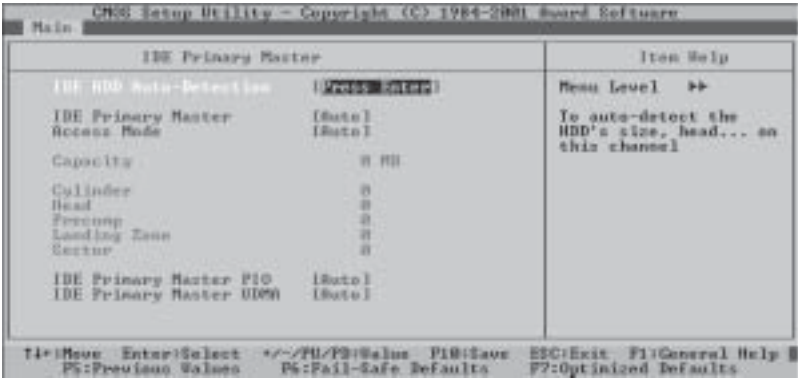 CMOS Setup Utility - Copyright (C) 1984-2001 Award Software
Main
IDE Primary Master
Item Help
IDE HDD Auto-Detection [Press Enter]
Menu Level ▸▸
IDE Primary Master [Auto]
To auto-detect the
Access Mode [Auto]
HDD's size, head... on
this channel
Capacity 0 MB
Cylinder 0
Head 0
Precomp 0
Landing Zone 0
Sector 0
IDE Primary Master PIO [Auto]
IDE Primary Master UDMA [Auto]
↑↓←:Move Enter:Select +/-/PU/PD:Value F10:Save ESC:Exit F1:General Help
F5:Previous Values F6:Fail-Safe Defaults F7:Optimized Defaults